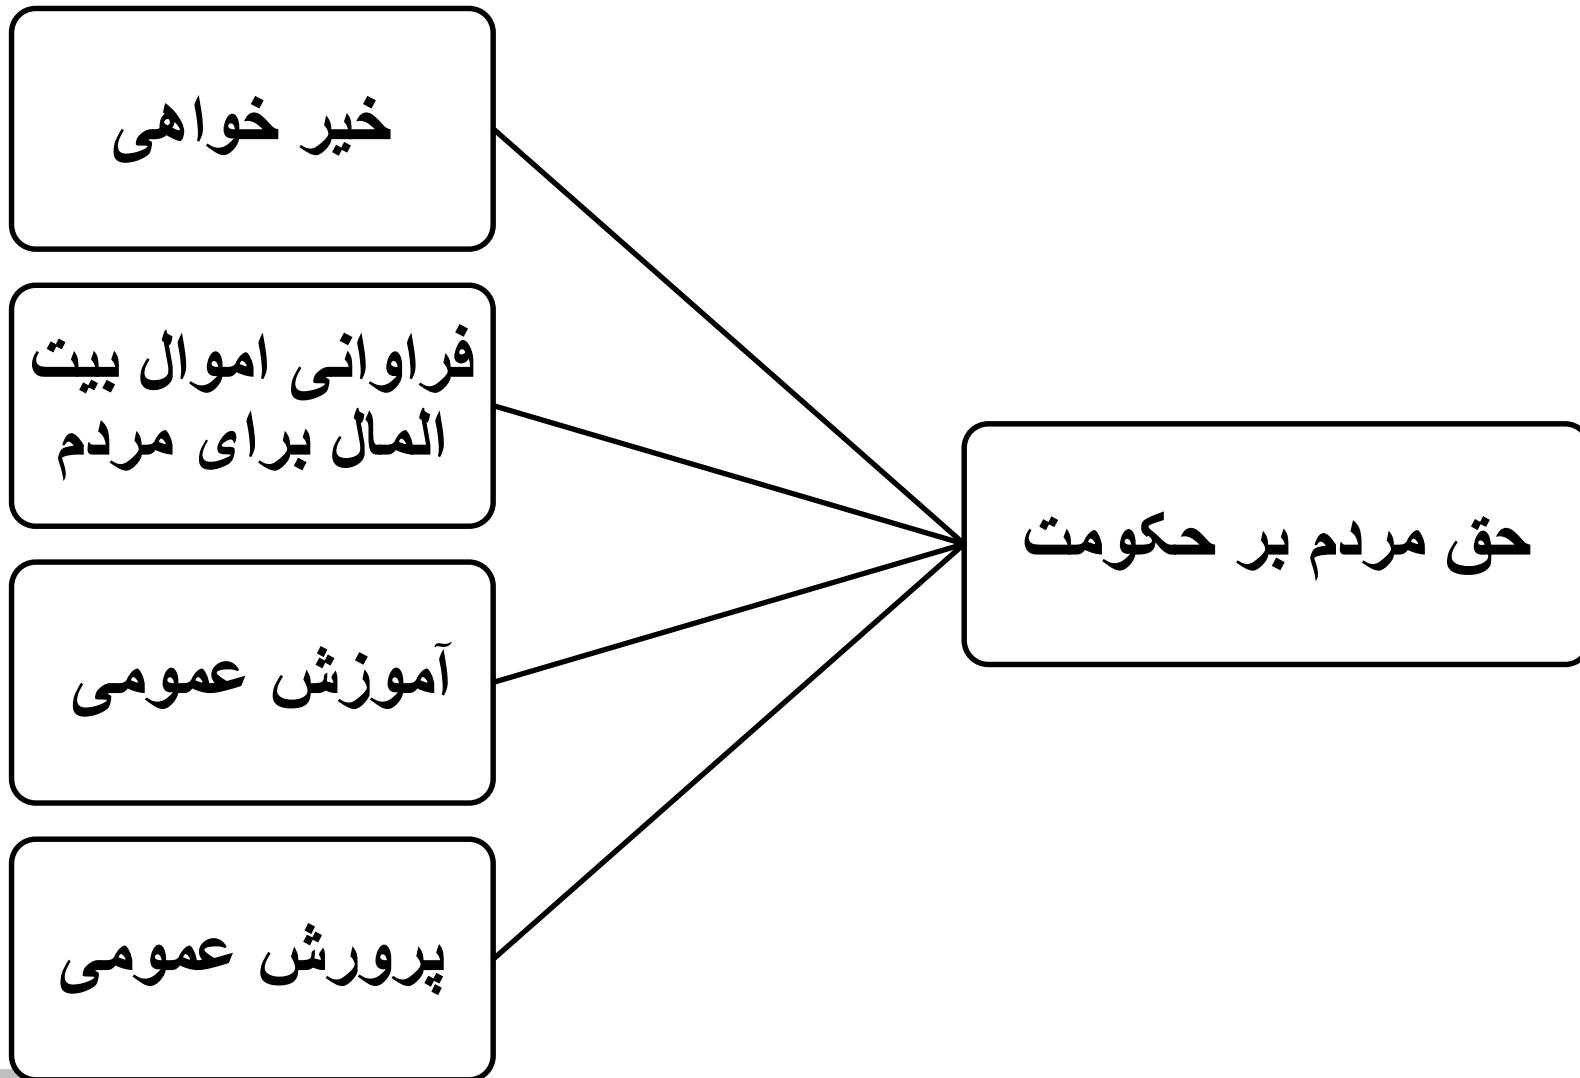 حق مردم بر حکومت
خیر خواهی
فراوانی اموال بیت
المال برای مردم
آموزش عمومی
پرورش عمومی